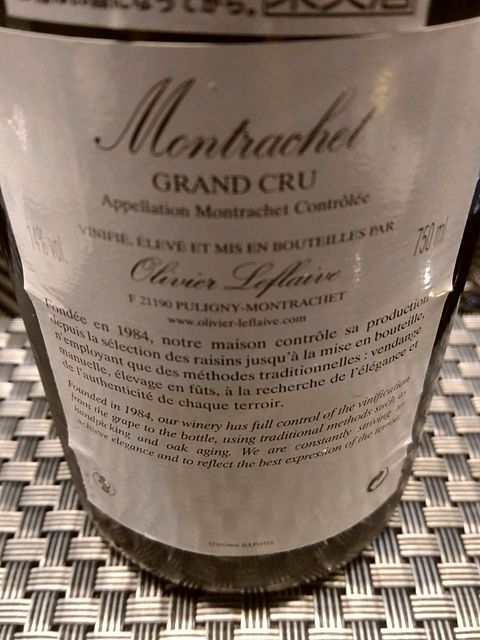 Montrachet
GRAND CRU
Appellation Montrachet Contrôlée
VINIFIÉ, ÉLEVÉ ET MIS EN BOUTEILLES PAR
14% vol.
750 ml
Olivier Leflaive
F 21190 PULIGNY-MONTRACHET
www.olivier-leflaive.com
Fondée en 1984, notre maison contrôle sa production
depuis la sélection des raisins jusqu'à la mise en bouteille,
n'employant que des méthodes traditionnelles : vendange
manuelle, élevage en fûts, à la recherche de l'élégance et
de l'authenticité de chaque terroir.
Founded in 1984, our winery has full control of the vinification
from the grape to the bottle, using traditional methods such as
handpicking and oak aging. We are constantly striving to
achieve elegance and to reflect the best expression of the terroir.
CONTAINS SULPHITES